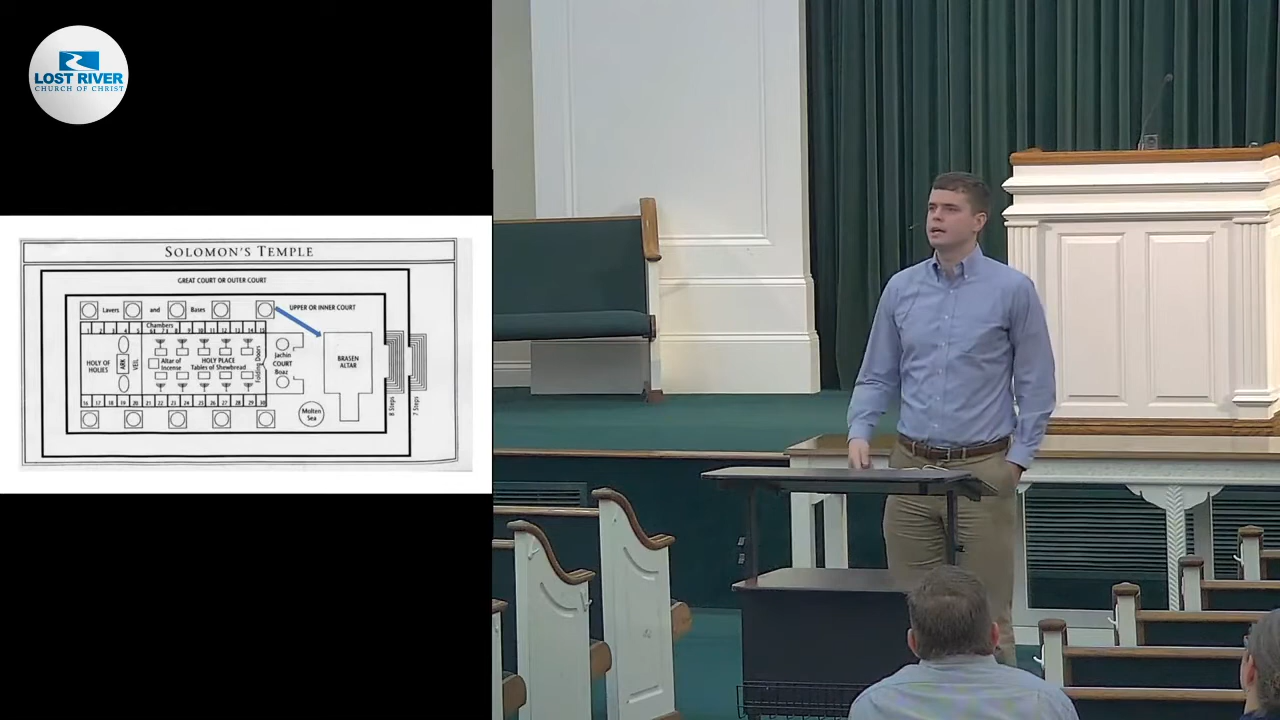 LOST RIVER
CHURCH OF CHRIST
SOLOMON'S TEMPLE
GREAT COURT OR OUTER COURT
Lavers and Bases
UPPER OR INNER COURT
Chambers
HOLY OF
HOLIES
ARK
VEIL
Altar of
Incense
HOLY PLACE
Tables of Shewbread
Folding Doors
Jachin
COURT
Boaz
BRASEN
ALTAR
Molten
Sea
8 Steps
7 Steps
1 2 3 4 5 6 7 8 9 10 11 12 13 14 15
16 17 18 19 20 21 22 23 24 25 26 27 28 29 30